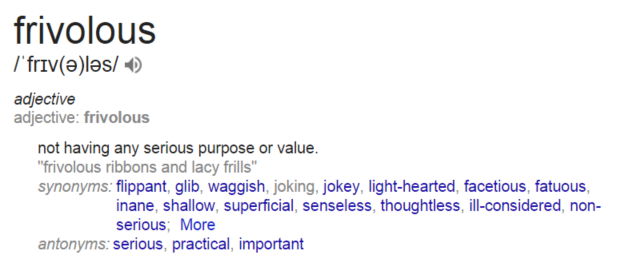 frivolous
/ˈfrɪv(ə)ləs/
adjective
adjective: frivolous
not having any serious purpose or value.
"frivolous ribbons and lacy frills"
synonyms: flippant, glib, waggish, joking, jokey, light-hearted, facetious, fatuous,
inane, shallow, superficial, senseless, thoughtless, ill-considered, non-
serious; More
antonyms: serious, practical, important